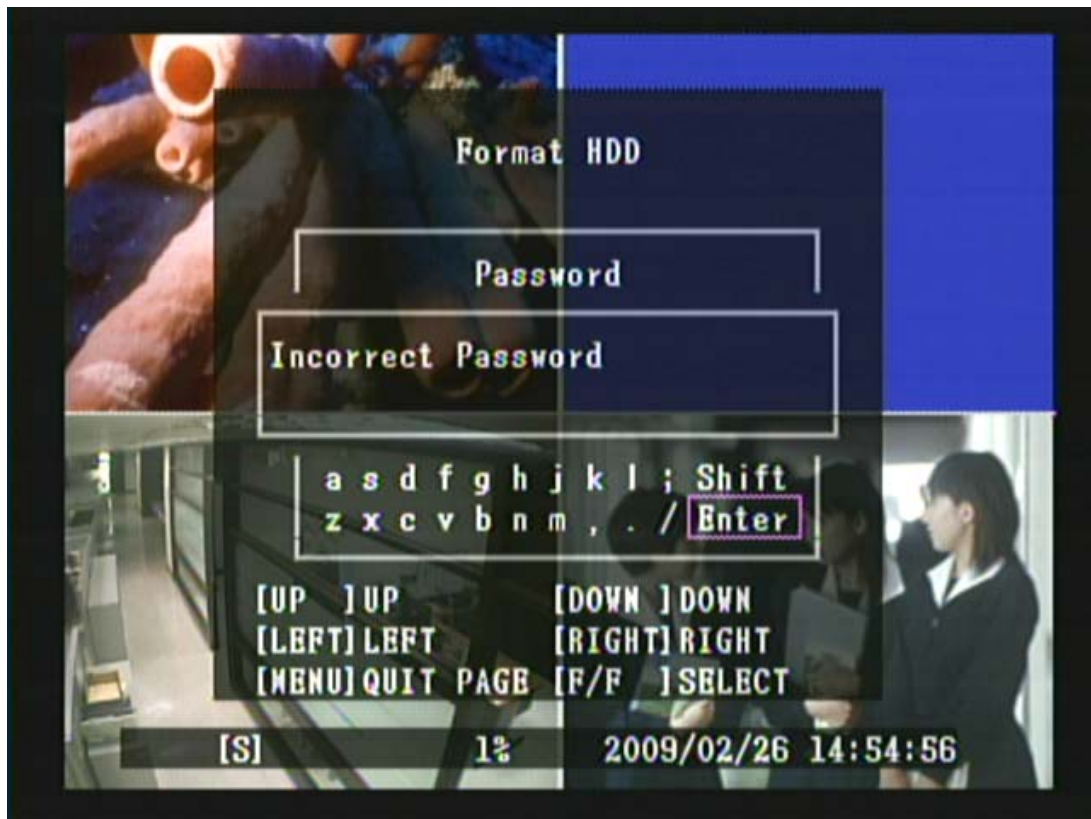 Format HDD
Password
Incorrect Password
a s d f g h j k l ; Shift
z x c v b n m , . / Enter
[UP ]UP [DOWN ]DOWN
[LEFT]LEFT [RIGHT]RIGHT
[MENU]QUIT PAGE [F/F ]SELECT
[S] 1% 2009/02/26 14:54:56